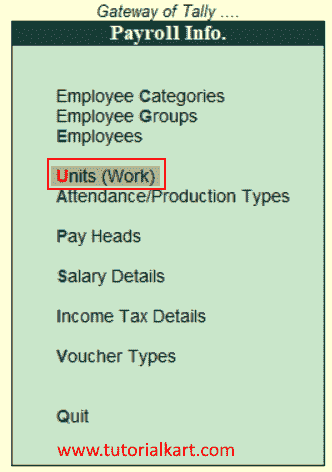 Gateway of Tally ....
Payroll Info.
Employee Categories
Employee Groups
Employees
Units (Work)
Attendance/Production Types
Pay Heads
Salary Details
Income Tax Details
Voucher Types
Quit
www.tutorialkart.com